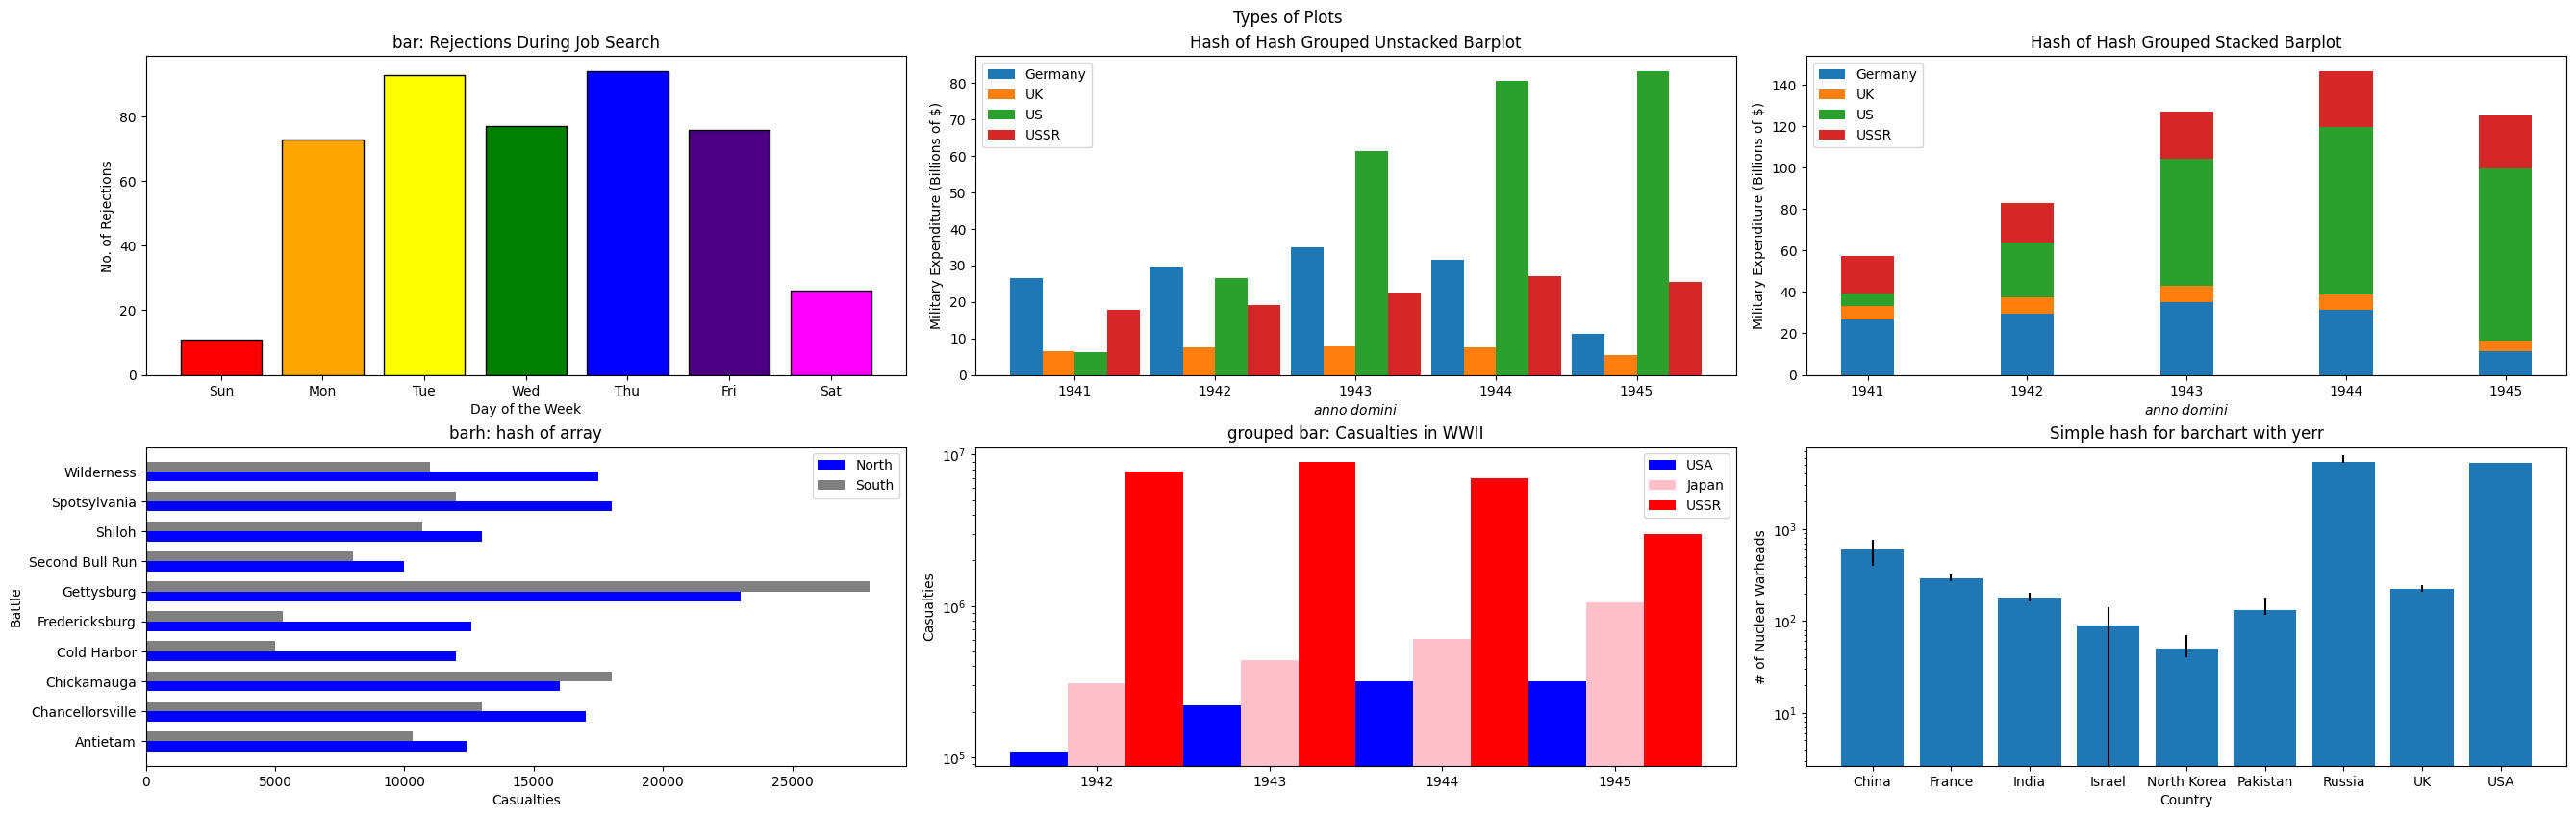 Types of Plots
bar: Rejections During Job Search
No. of Rejections
80
60
40
20
0
Sun Mon Tue Wed Thu Fri Sat
Day of the Week
Hash of Hash Grouped Unstacked Barplot
Germany
UK
US
USSR
Military Expenditure (Billions of $)
80
70
60
50
40
30
20
10
0
1941 1942 1943 1944 1945
anno domini
Hash of Hash Grouped Stacked Barplot
Germany
UK
US
USSR
Military Expenditure (Billions of $)
140
120
100
80
60
40
20
0
1941 1942 1943 1944 1945
anno domini
barh: hash of array
North
South
Battle
Wilderness
Spotsylvania
Shiloh
Second Bull Run
Gettysburg
Fredericksburg
Cold Harbor
Chickamauga
Chancellorsville
Antietam
0 5000 10000 15000 20000 25000
Casualties
grouped bar: Casualties in WWII
USA
Japan
USSR
Casualties
10⁷
10⁶
10⁵
1942 1943 1944 1945
Simple hash for barchart with yerr
# of Nuclear Warheads
10³
10²
10¹
China France India Israel North Korea Pakistan Russia UK USA
Country